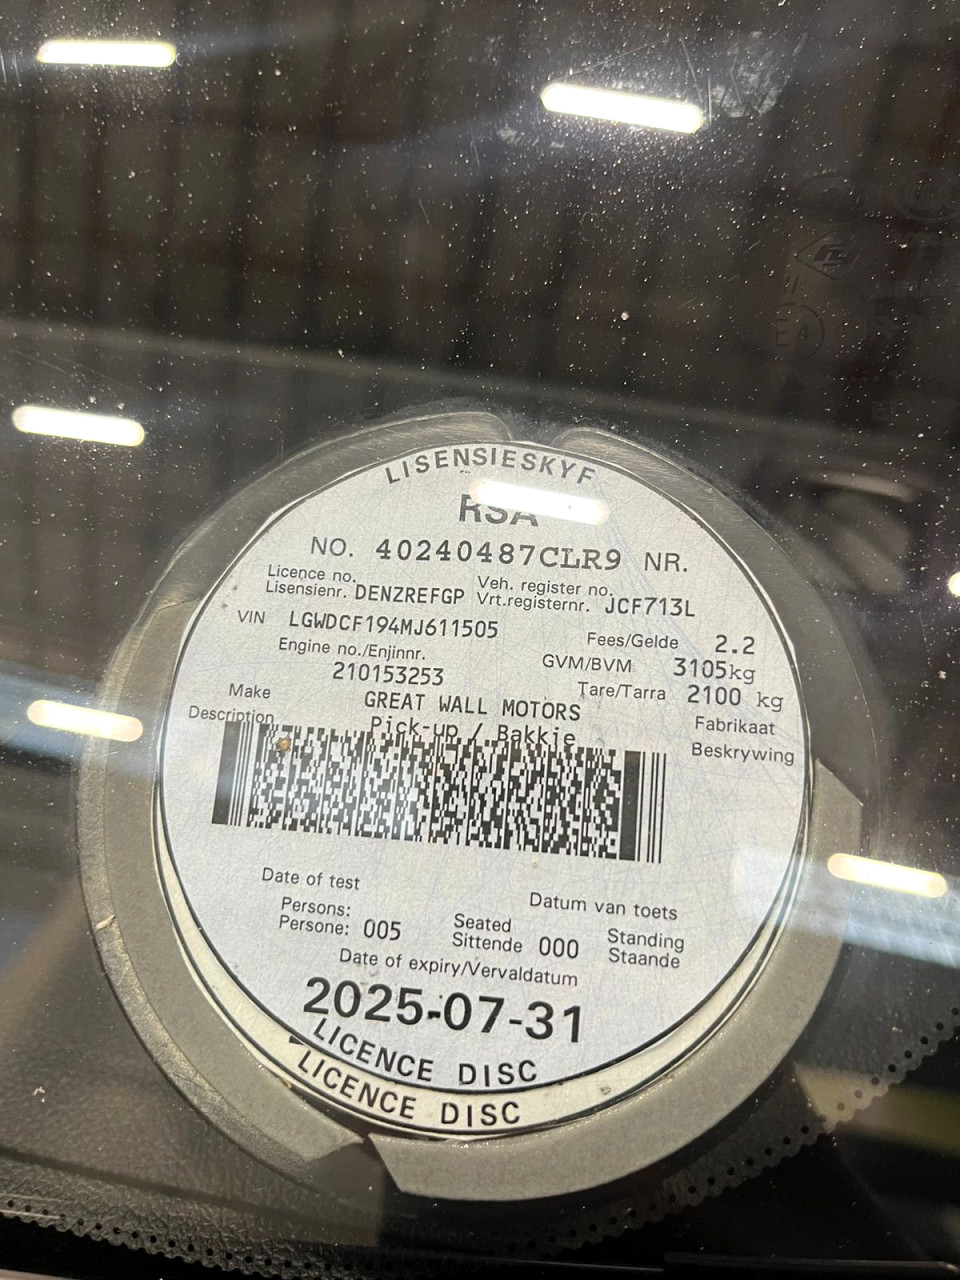 LISENSIESKYF
RSA
NO. 40240487CLR9 NR.
Licence no. Veh. register no.
Lisensienr. DENZREFGP Vrt.registernr. JCF713L
VIN LGWDCF194MJ611505 Fees/Gelde 2.2
Engine no./Enjinnr. GVM/BVM 3105kg
210153253 Tare/Tarra 2100 kg
Make GREAT WALL MOTORS Fabrikaat
Description Pick-up / Bakkie Beskrywing
Date of test Datum van toets
Persons: Seated Standing
Persone: 005 Sittende 000 Staande
Date of expiry/Vervaldatum
2025-07-31
LICENCE DISC
LICENCE DISC
E4